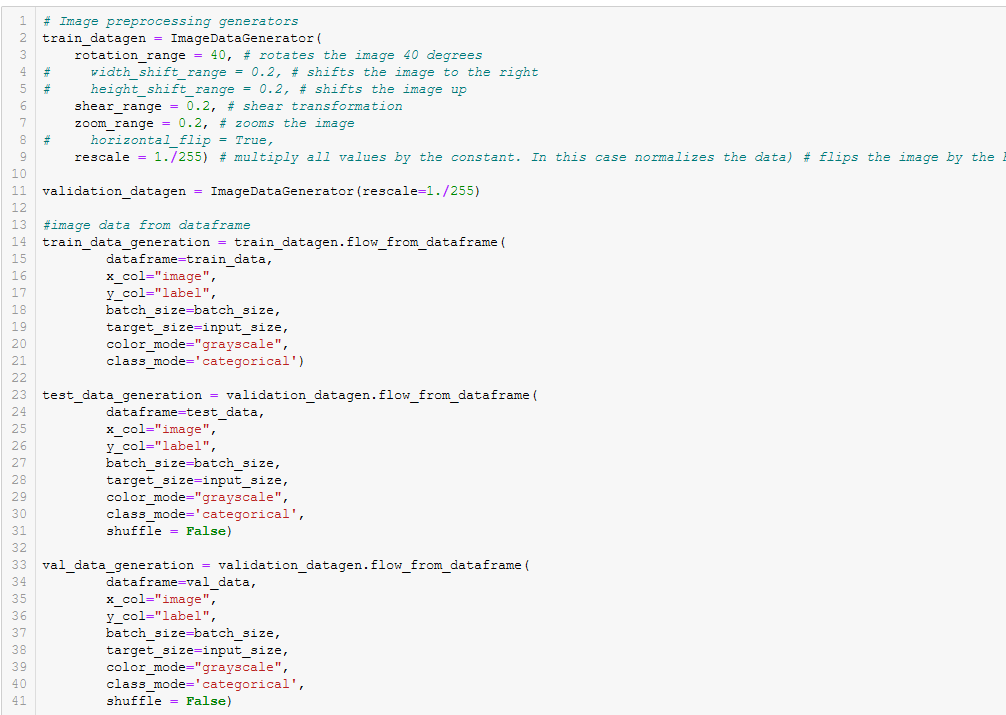 1 # Image preprocessing generators
2 train_datagen = ImageDataGenerator(
3     rotation_range = 40, # rotates the image 40 degrees
4 #     width_shift_range = 0.2, # shifts the image to the right
5 #     height_shift_range = 0.2, # shifts the image up
6     shear_range = 0.2, # shear transformation
7     zoom_range = 0.2, # zooms the image
8 #     horizontal_flip = True,
9     rescale = 1./255) # multiply all values by the constant. In this case normalizes the data) # flips the image by the
10
11 validation_datagen = ImageDataGenerator(rescale=1./255)
12
13 #image data from dataframe
14 train_data_generation = train_datagen.flow_from_dataframe(
15         dataframe=train_data,
16         x_col="image",
17         y_col="label",
18         batch_size=batch_size,
19         target_size=input_size,
20         color_mode="grayscale",
21         class_mode='categorical')
22
23 test_data_generation = validation_datagen.flow_from_dataframe(
24         dataframe=test_data,
25         x_col="image",
26         y_col="label",
27         batch_size=batch_size,
28         target_size=input_size,
29         color_mode="grayscale",
30         class_mode='categorical',
31         shuffle = False)
32
33 val_data_generation = validation_datagen.flow_from_dataframe(
34         dataframe=val_data,
35         x_col="image",
36         y_col="label",
37         batch_size=batch_size,
38         target_size=input_size,
39         color_mode="grayscale",
40         class_mode='categorical',
41         shuffle = False)